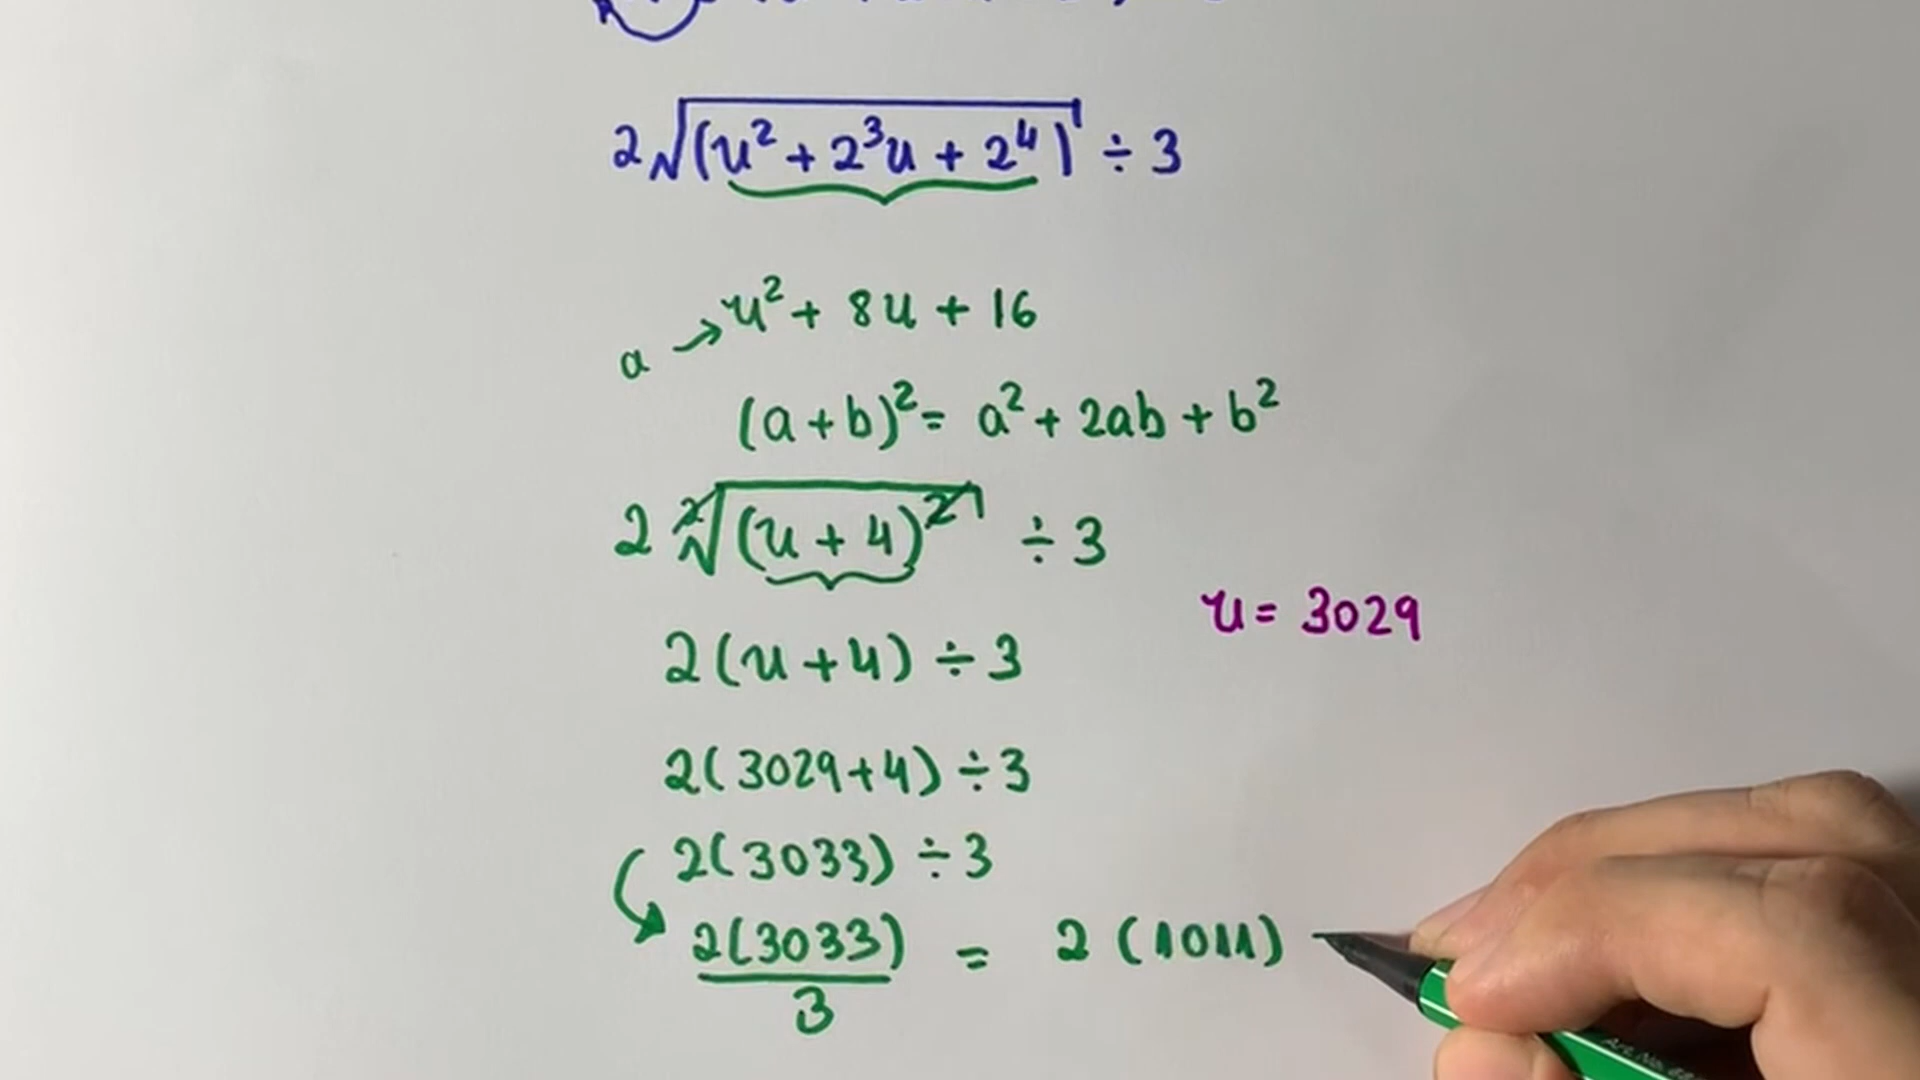 2√(u² + 2³u + 2⁴) ÷ 3
u² + 8u + 16
a →
(a + b)² = a² + 2ab + b²
2 ²√(u + 4)² ÷ 3
u = 3029
2(u + 4) ÷ 3
2(3029+4) ÷ 3
2(3033) ÷ 3
2(3033)/3 = 2(1011)